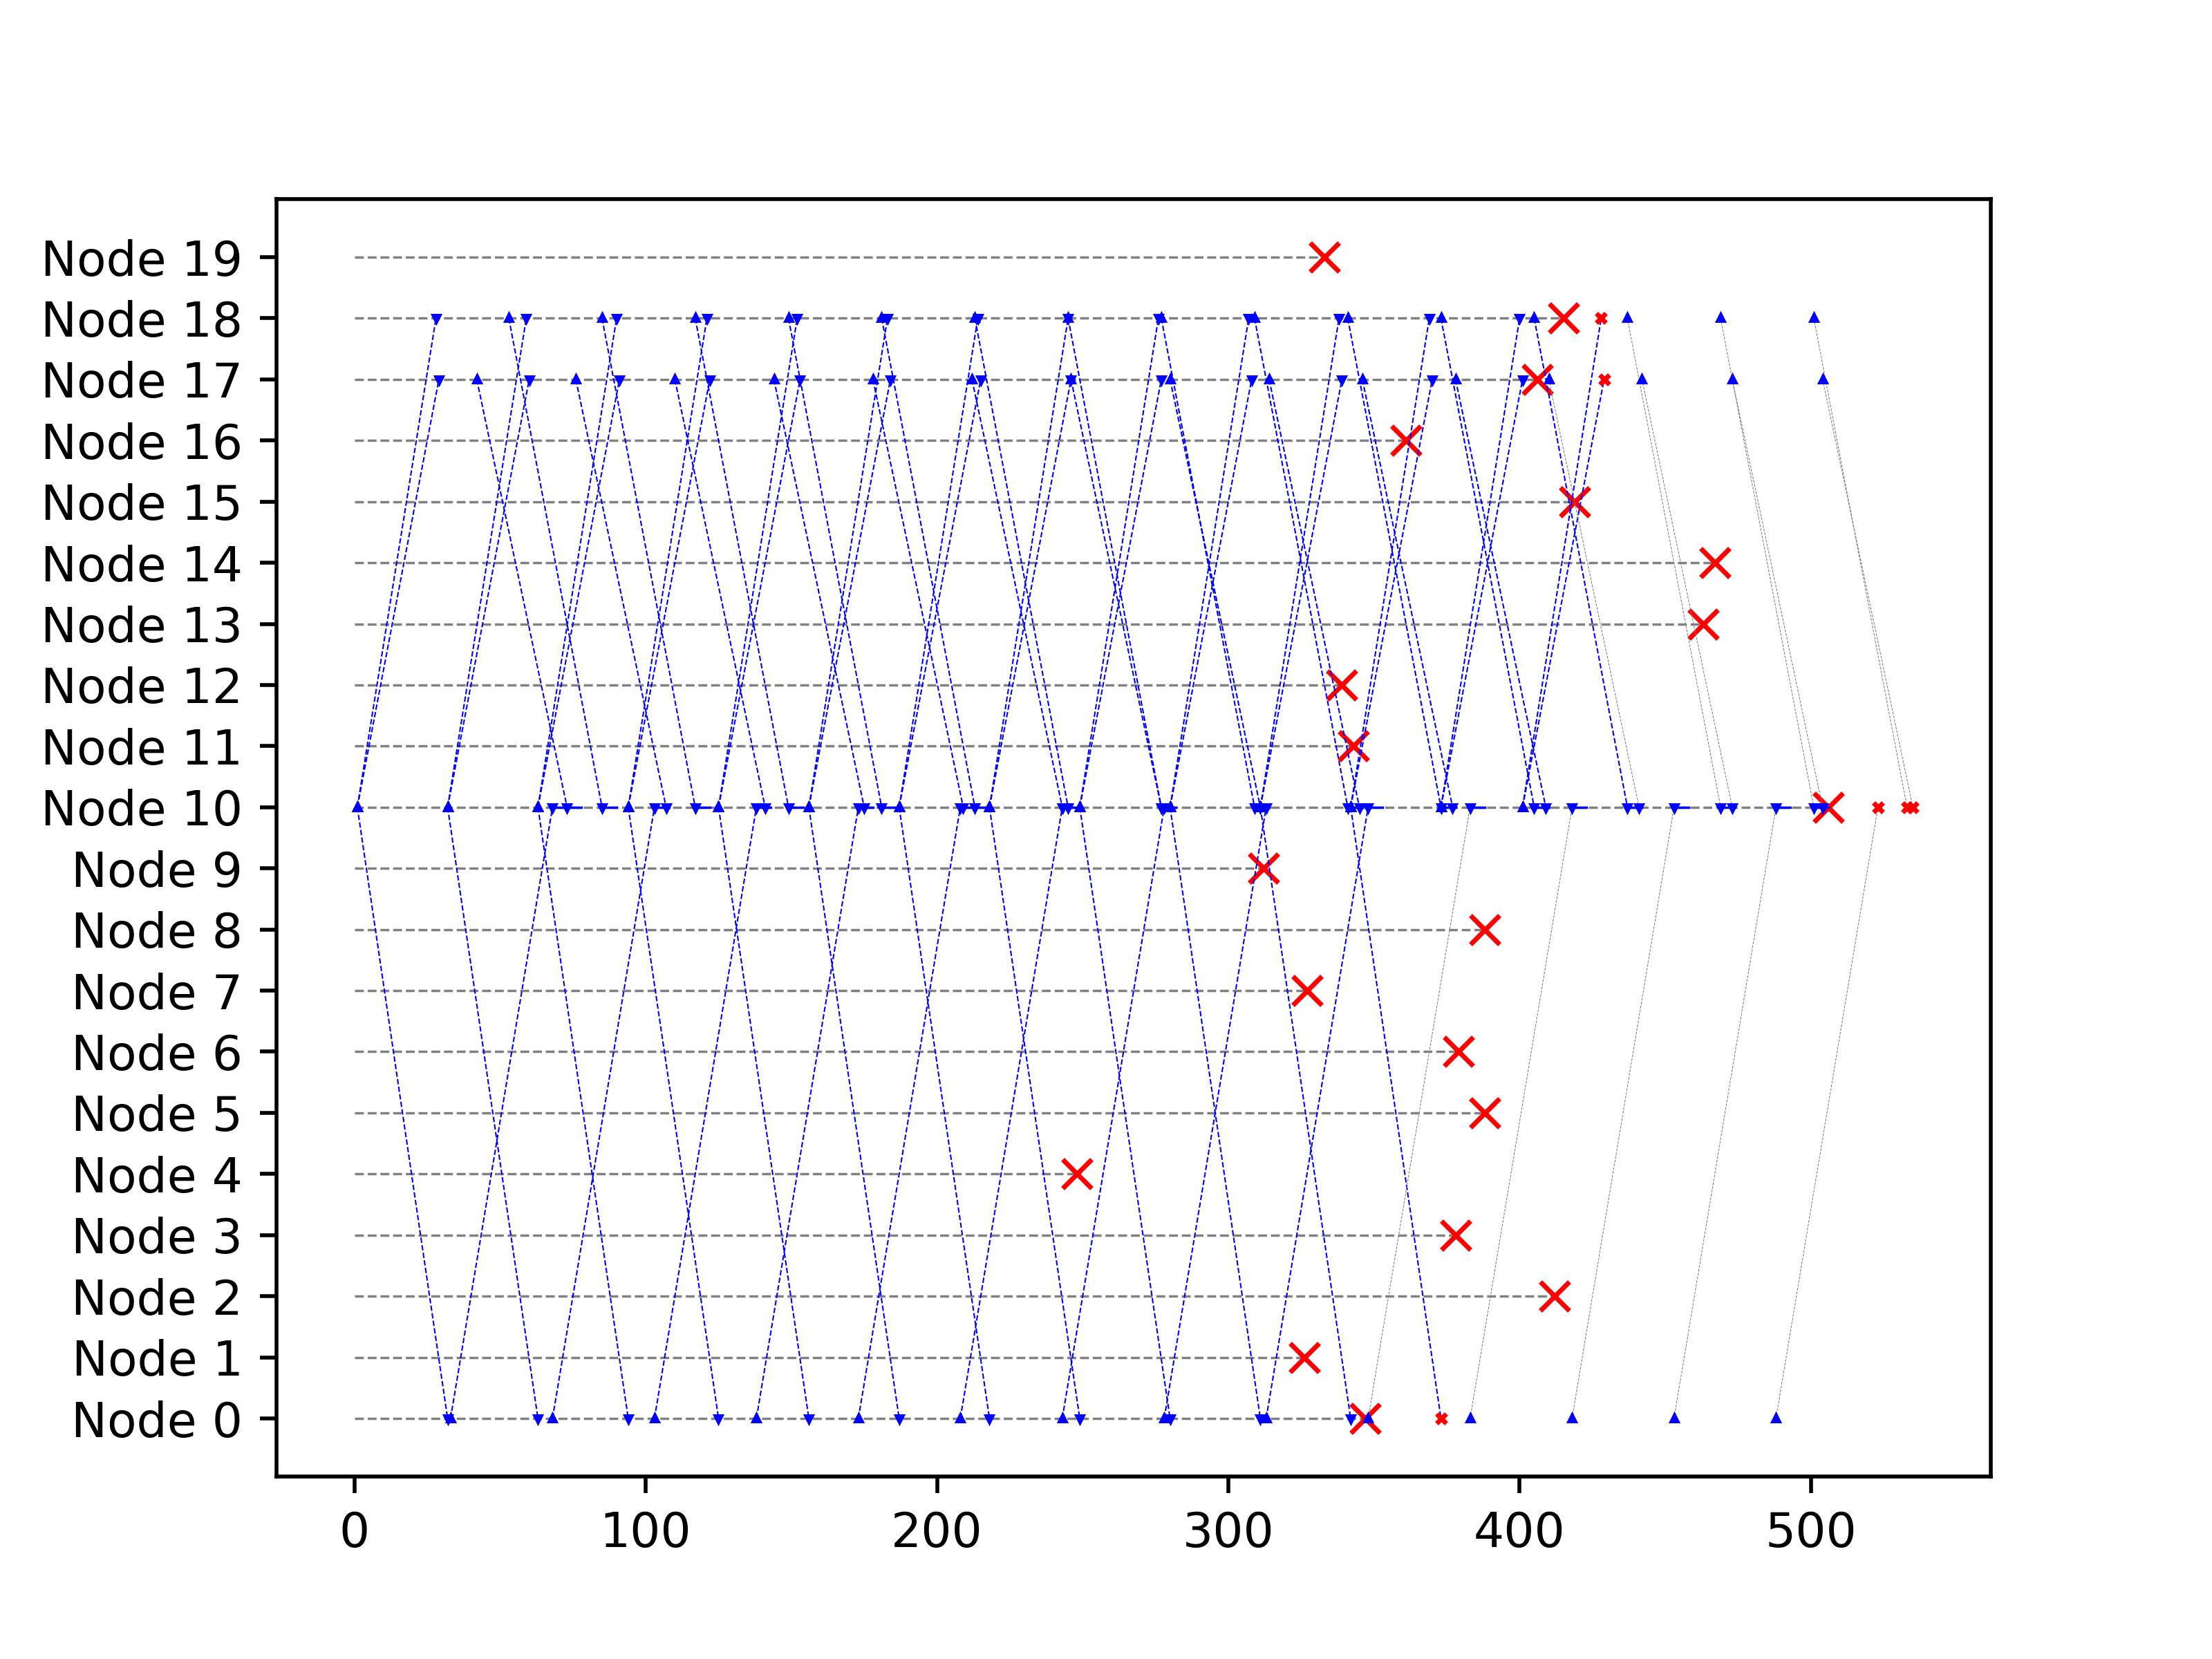 Node 19
Node 18
Node 17
Node 16
Node 15
Node 14
Node 13
Node 12
Node 11
Node 10
Node 9
Node 8
Node 7
Node 6
Node 5
Node 4
Node 3
Node 2
Node 1
Node 0
0 100 200 300 400 500